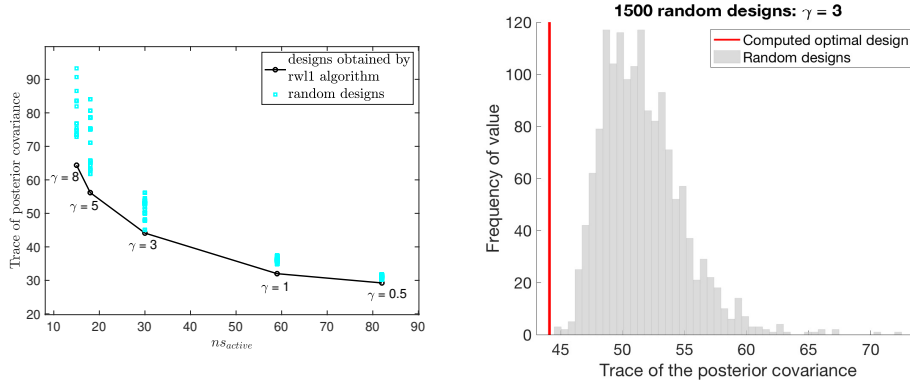 designs obtained by
rwl1 algorithm
random designs
Trace of posterior covariance
90
80
70
60
50
40
30
20
γ = 8
γ = 5
γ = 3
γ = 1
γ = 0.5
10 20 30 40 50 60 70 80 90
ns_active
1500 random designs: γ = 3
Computed optimal design
Random designs
Frequency of value
120
100
80
60
40
20
0
45 50 55 60 65 70
Trace of the posterior covariance